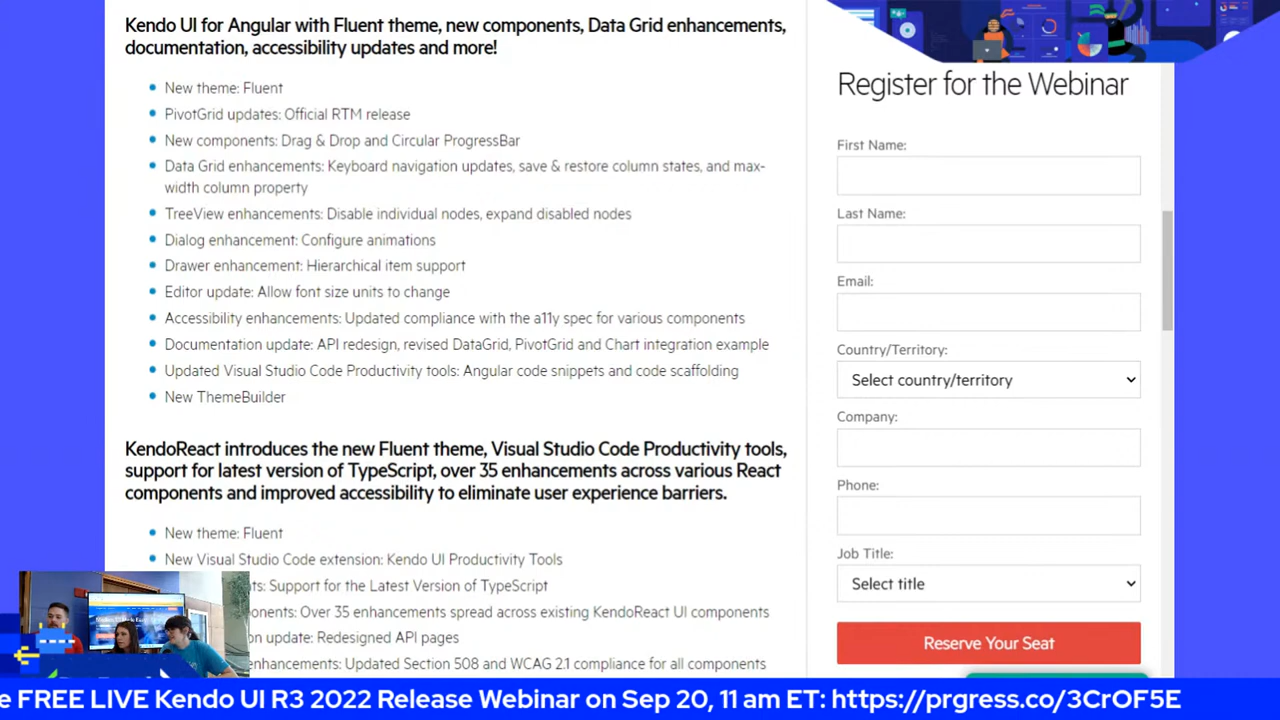 Kendo UI for Angular with Fluent theme, new components, Data Grid enhancements,
documentation, accessibility updates and more!
New theme: Fluent
PivotGrid updates: Official RTM release
New components: Drag & Drop and Circular ProgressBar
Data Grid enhancements: Keyboard navigation updates, save & restore column states, and max-
width column property
TreeView enhancements: Disable individual nodes, expand disabled nodes
Dialog enhancement: Configure animations
Drawer enhancement: Hierarchical item support
Editor update: Allow font size units to change
Accessibility enhancements: Updated compliance with the a11y spec for various components
Documentation update: API redesign, revised DataGrid, PivotGrid and Chart integration example
Updated Visual Studio Code Productivity tools: Angular code snippets and code scaffolding
New ThemeBuilder
KendoReact introduces the new Fluent theme, Visual Studio Code Productivity tools,
support for latest version of TypeScript, over 35 enhancements across various React
components and improved accessibility to eliminate user experience barriers.
New theme: Fluent
New Visual Studio Code extension: Kendo UI Productivity Tools
Support for the Latest Version of TypeScript
Over 35 enhancements spread across existing KendoReact UI components
update: Redesigned API pages
enhancements: Updated Section 508 and WCAG 2.1 compliance for all components
Register for the Webinar
First Name:
Last Name:
Email:
Country/Territory:
Select country/territory
Company:
Phone:
Job Title:
Select title
Reserve Your Seat
FREE LIVE Kendo UI R3 2022 Release Webinar on Sep 20, 11 am ET: https://prgress.co/3CrOF5E